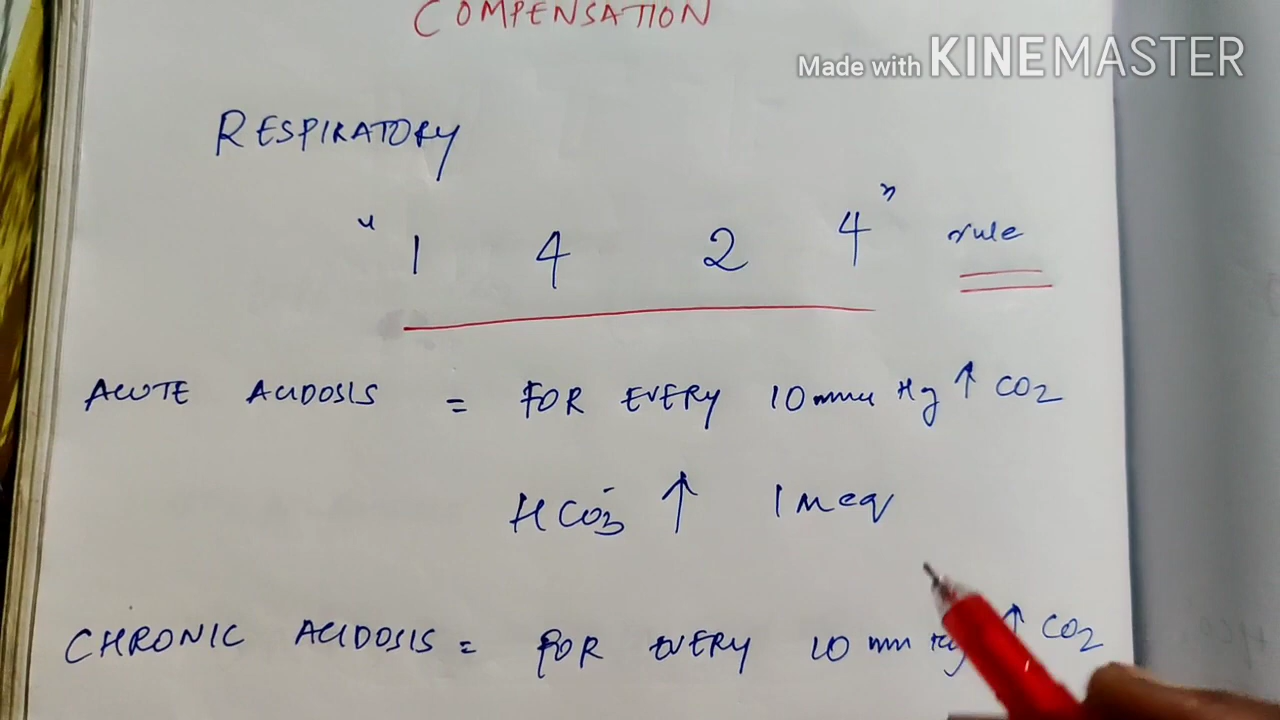 COMPENSATION
Made with KINEMASTER
RESPIRATORY
"1 4 2 4" rule
ACUTE ACIDOSIS = FOR EVERY 10 mm Hg ↑ CO2
HCO3- ↑ 1 meq
CHRONIC ACIDOSIS = FOR EVERY 10 mm Hg ↑ CO2